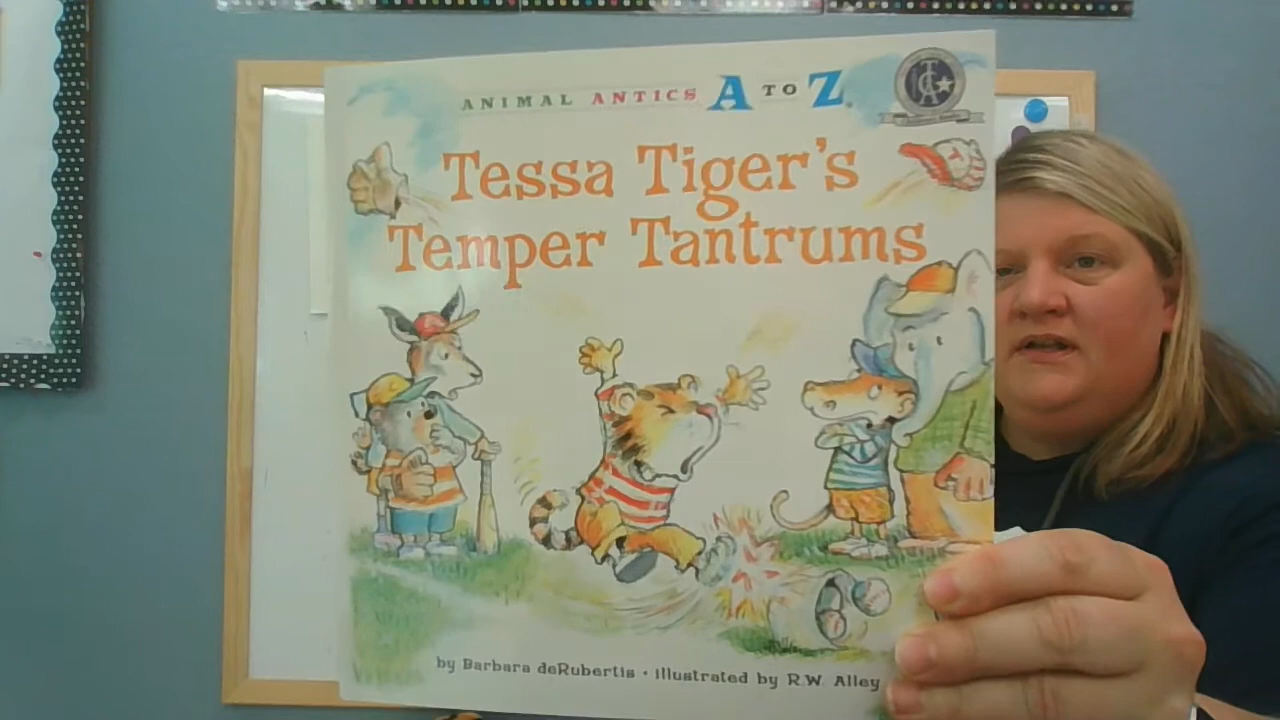 ANIMAL ANTICS A TO Z
Tessa Tiger's
Temper Tantrums
by Barbara deRubertis • illustrated by R.W. Alley